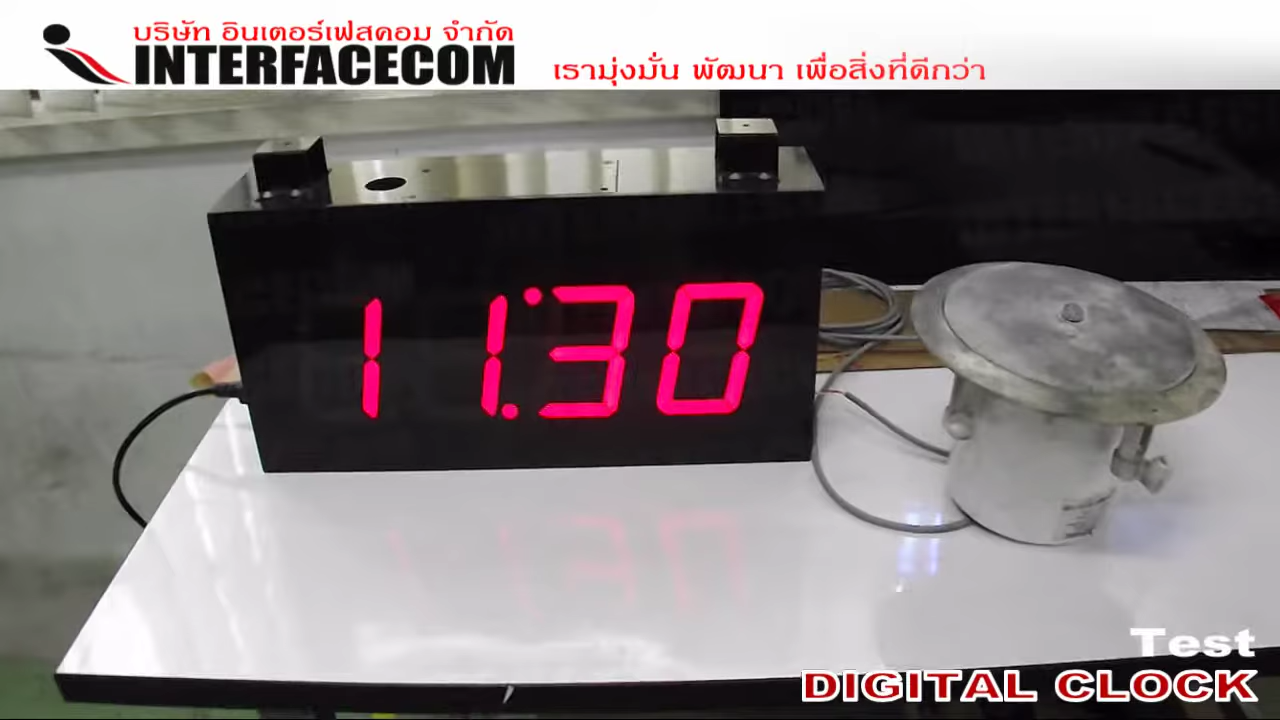 บริษัท อินเตอร์เฟสคอม จำกัด
INTERFACECOM
เรามุ่งมั่น พัฒนา เพื่อสิ่งที่ดีกว่า
11:30
Test
DIGITAL CLOCK